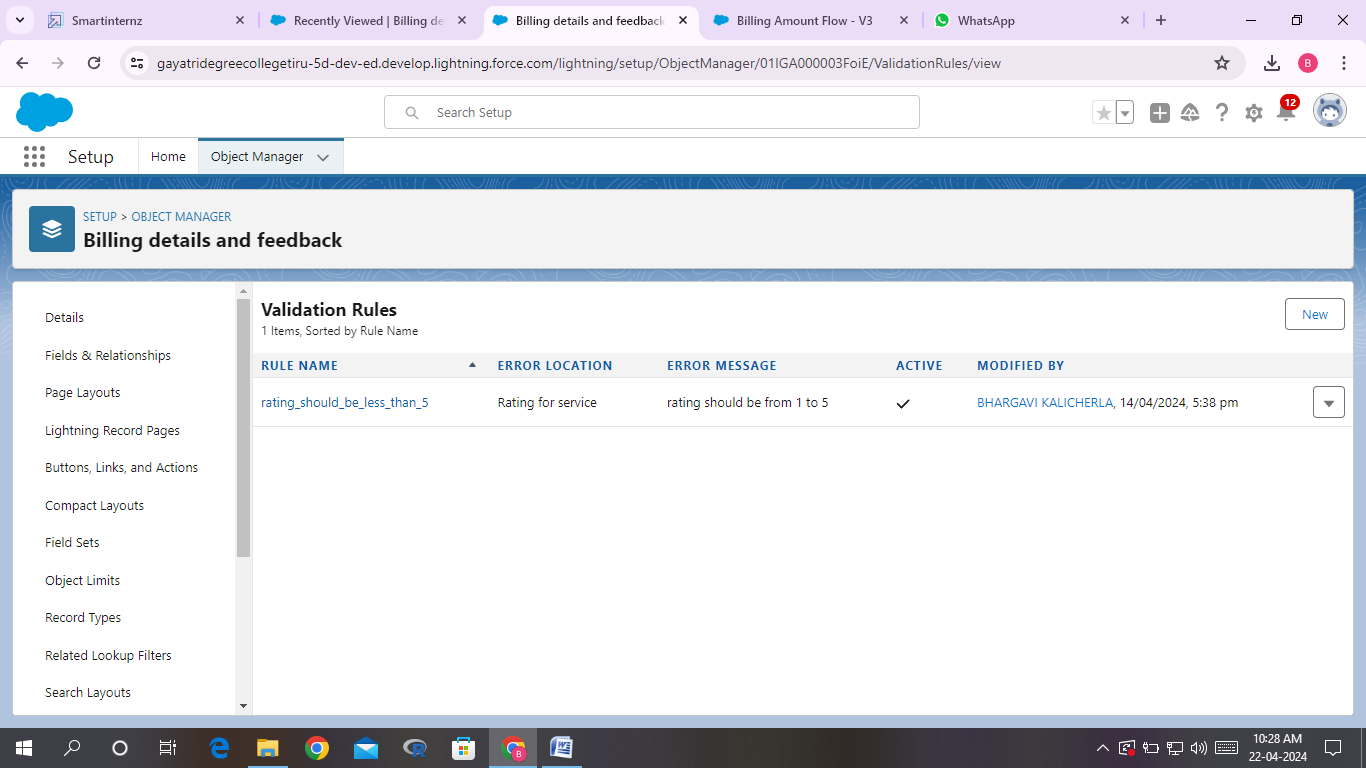 Smartinternz
Recently Viewed | Billing de
Billing details and feedback
Billing Amount Flow - V3
WhatsApp
gayatridegreecollegetiru-5d-dev-ed.develop.lightning.force.com/lightning/setup/ObjectManager/01IGA000003FoiE/ValidationRules/view
B
Search Setup
12
Setup
Home
Object Manager
SETUP > OBJECT MANAGER
Billing details and feedback
Details
Fields & Relationships
Page Layouts
Lightning Record Pages
Buttons, Links, and Actions
Compact Layouts
Field Sets
Object Limits
Record Types
Related Lookup Filters
Search Layouts
Validation Rules
1 Items, Sorted by Rule Name
New
RULE NAME ERROR LOCATION ERROR MESSAGE ACTIVE MODIFIED BY
rating_should_be_less_than_5 Rating for service rating should be from 1 to 5 BHARGAVI KALICHERLA, 14/04/2024, 5:38 pm
10:28 AM
22-04-2024